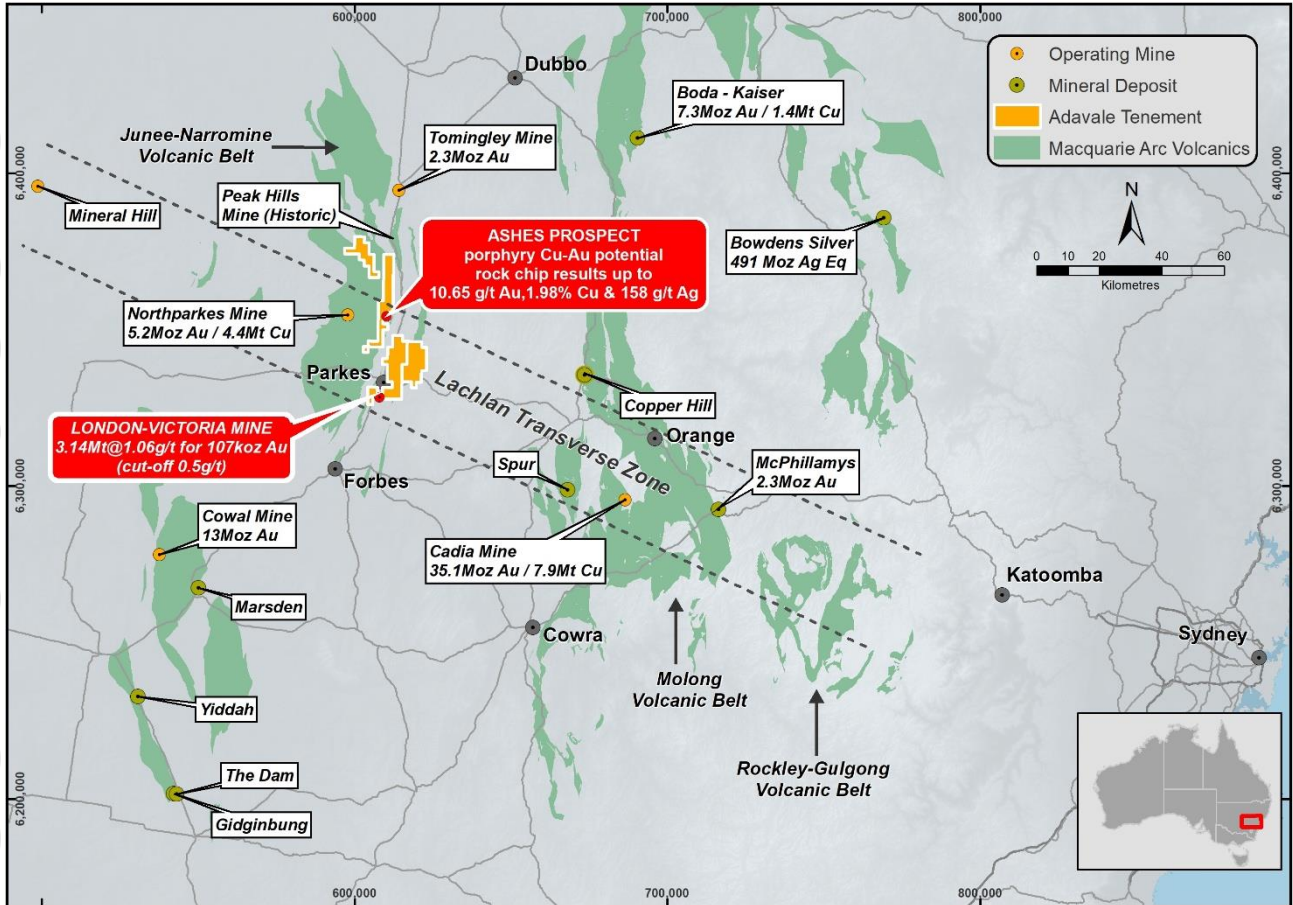 600,000
700,000
800,000
Operating Mine
Mineral Deposit
Adavale Tenement
Macquarie Arc Volcanics
Dubbo
Boda - Kaiser
7.3Moz Au / 1.4Mt Cu
Junee-Narromine
Volcanic Belt
Tomingley Mine
2.3Moz Au
6,400,000
6,400,000
N
Mineral Hill
Peak Hills
Mine (Historic)
ASHES PROSPECT
porphyry Cu-Au potential
rock chip results up to
10.65 g/t Au,1.98% Cu & 158 g/t Ag
Bowdens Silver
491 Moz Ag Eq
0 10 20 40 60
Kilometres
Northparkes Mine
5.2Moz Au / 4.4Mt Cu
Parkes
Lachlan Transverse Zone
Copper Hill
LONDON-VICTORIA MINE
3.14Mt@1.06g/t for 107koz Au
(cut-off 0.5g/t)
Orange
Forbes
Spur
McPhillamys
2.3Moz Au
6,300,000
6,300,000
Cowal Mine
13Moz Au
Cadia Mine
35.1Moz Au / 7.9Mt Cu
Marsden
Katoomba
Cowra
Sydney
Molong
Volcanic Belt
Yiddah
Rockley-Gulgong
Volcanic Belt
The Dam
6,200,000
Gidginbung
600,000
700,000
800,000